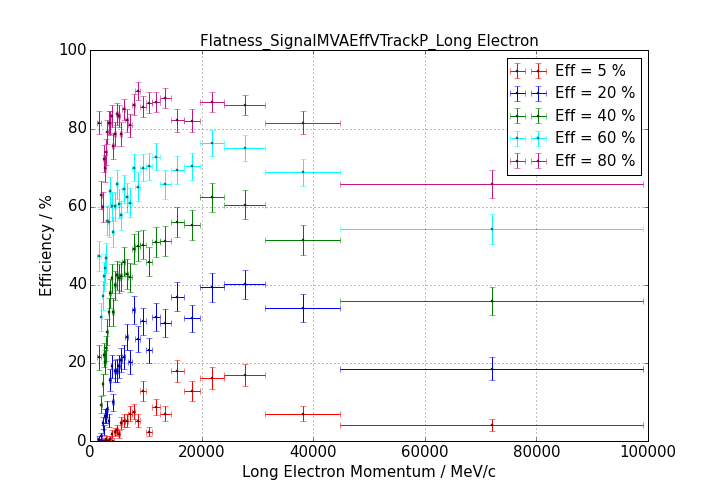 Flatness_SignalMVAEffVTrackP_Long Electron
100
80
60
40
20
0
Efficiency / %
Eff = 5 %
Eff = 20 %
Eff = 40 %
Eff = 60 %
Eff = 80 %
0 20000 40000 60000 80000 100000
Long Electron Momentum / MeV/c